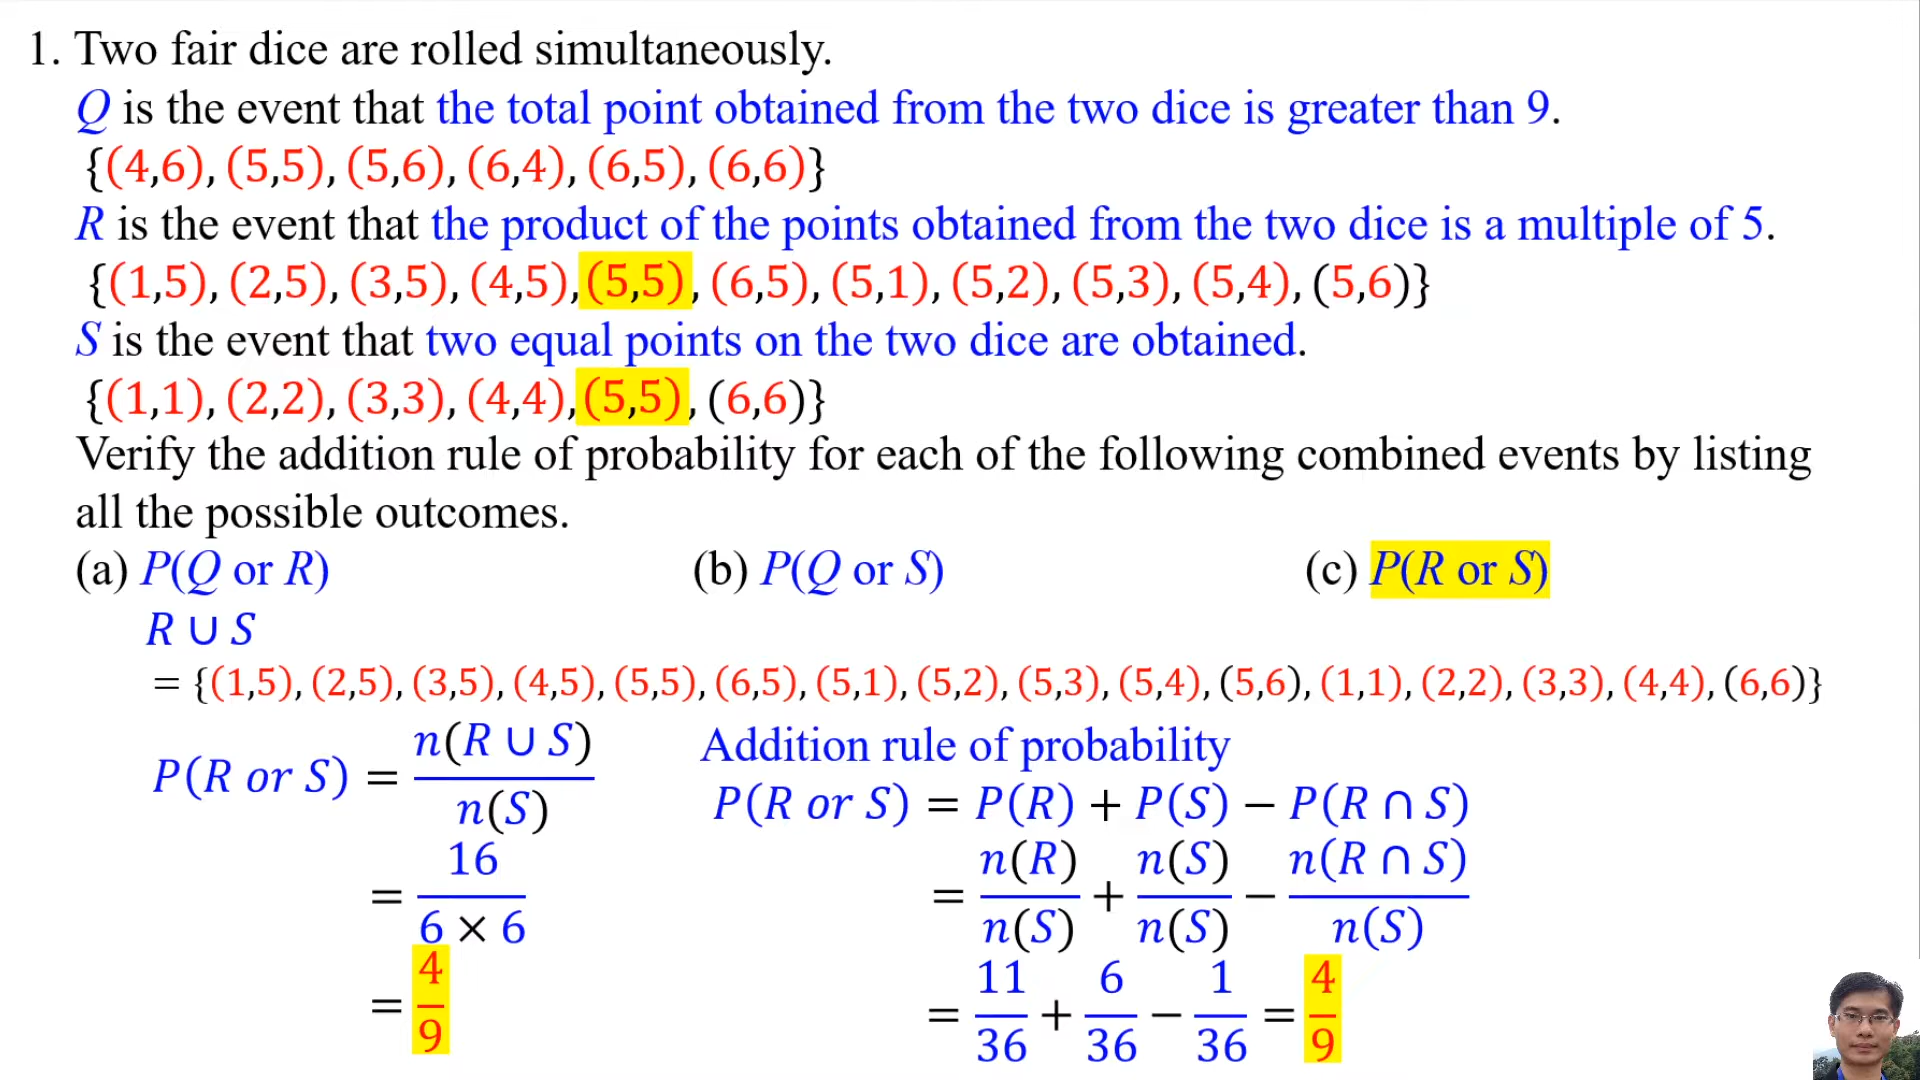 1. Two fair dice are rolled simultaneously.
Q is the event that the total point obtained from the two dice is greater than 9.
{(4,6), (5,5), (5,6), (6,4), (6,5), (6,6)}
R is the event that the product of the points obtained from the two dice is a multiple of 5.
{(1,5), (2,5), (3,5), (4,5), (5,5), (6,5), (5,1), (5,2), (5,3), (5,4), (5,6)}
S is the event that two equal points on the two dice are obtained.
{(1,1), (2,2), (3,3), (4,4), (5,5), (6,6)}
Verify the addition rule of probability for each of the following combined events by listing
all the possible outcomes.
(a) P(Q or R) (b) P(Q or S) (c) P(R or S)
R ∪ S
= {(1,5), (2,5), (3,5), (4,5), (5,5), (6,5), (5,1), (5,2), (5,3), (5,4), (5,6), (1,1), (2,2), (3,3), (4,4), (6,6)}
P(R or S) = n(R ∪ S) / n(S)
= 16 / 6 × 6
= 4/9
Addition rule of probability
P(R or S) = P(R) + P(S) − P(R ∩ S)
= n(R)/n(S) + n(S)/n(S) − n(R ∩ S)/n(S)
= 11/36 + 6/36 − 1/36 = 4/9